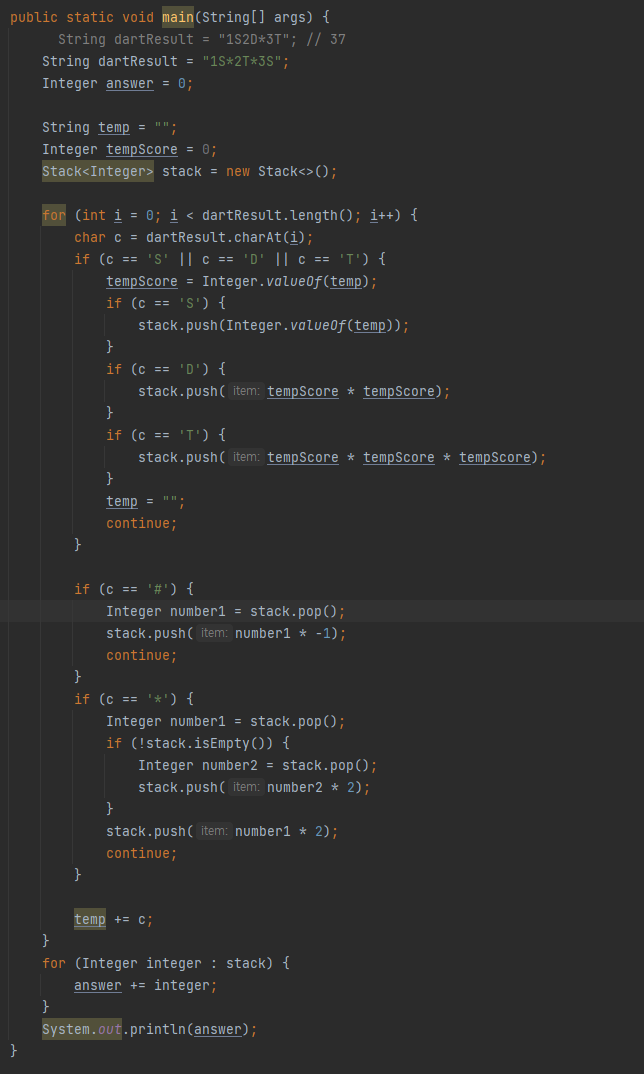 public static void main(String[] args) {
      String dartResult = "1S2D*3T"; // 37
    String dartResult = "1S*2T*3S";
    Integer answer = 0;

    String temp = "";
    Integer tempScore = 0;
    Stack<Integer> stack = new Stack<>();

    for (int i = 0; i < dartResult.length(); i++) {
        char c = dartResult.charAt(i);
        if (c == 'S' || c == 'D' || c == 'T') {
            tempScore = Integer.valueOf(temp);
            if (c == 'S') {
                stack.push(Integer.valueOf(temp));
            }
            if (c == 'D') {
                stack.push( item: tempScore * tempScore);
            }
            if (c == 'T') {
                stack.push( item: tempScore * tempScore * tempScore);
            }
            temp = "";
            continue;
        }

        if (c == '#') {
            Integer number1 = stack.pop();
            stack.push( item: number1 * -1);
            continue;
        }
        if (c == '*') {
            Integer number1 = stack.pop();
            if (!stack.isEmpty()) {
                Integer number2 = stack.pop();
                stack.push( item: number2 * 2);
            }
            stack.push( item: number1 * 2);
            continue;
        }

        temp += c;
    }
    for (Integer integer : stack) {
        answer += integer;
    }
    System.out.println(answer);
}